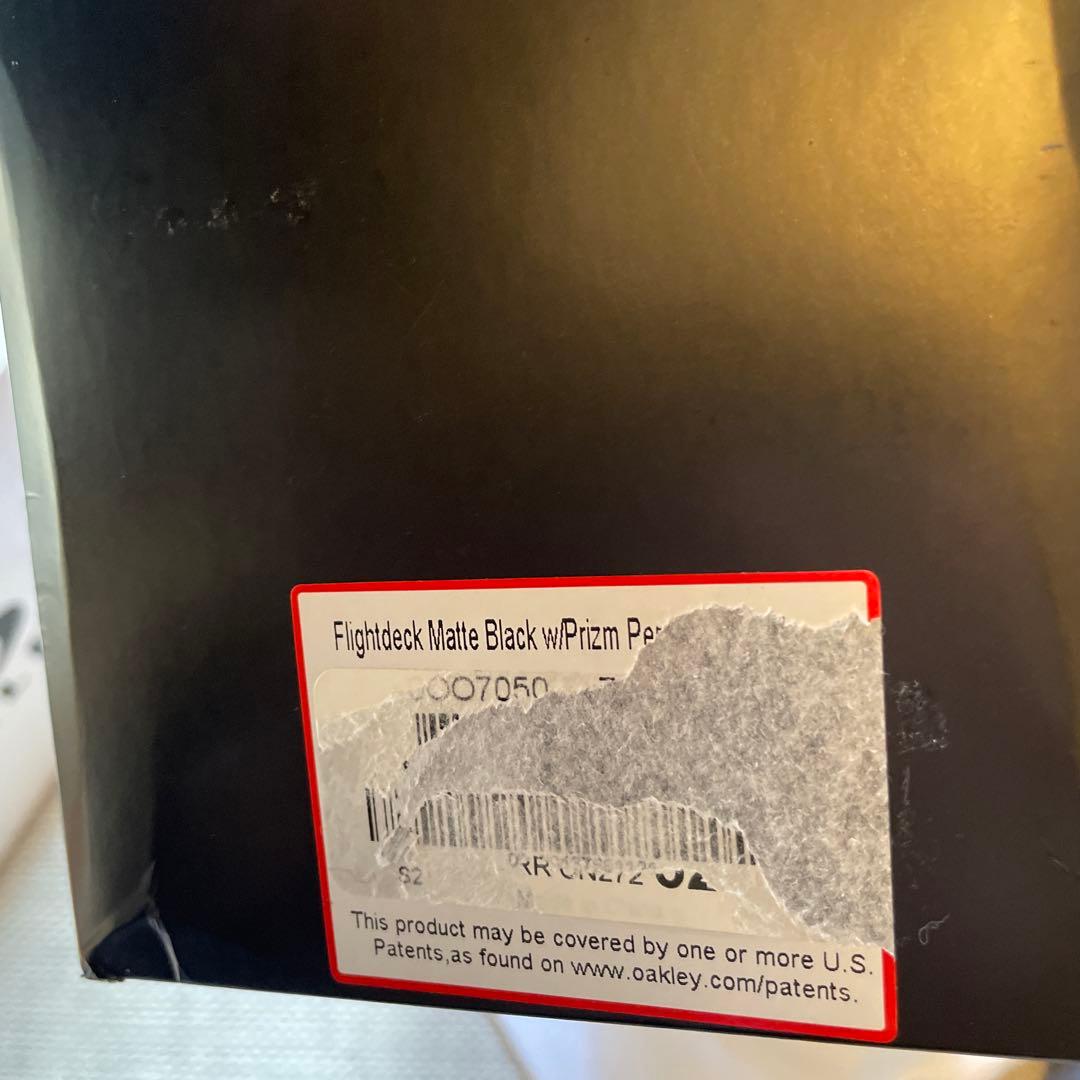 Flightdeck Matte Black w/Prizm
OO7050
S2
This product may be covered by one or more U.S.
Patents,as found on www.oakley.com/patents.